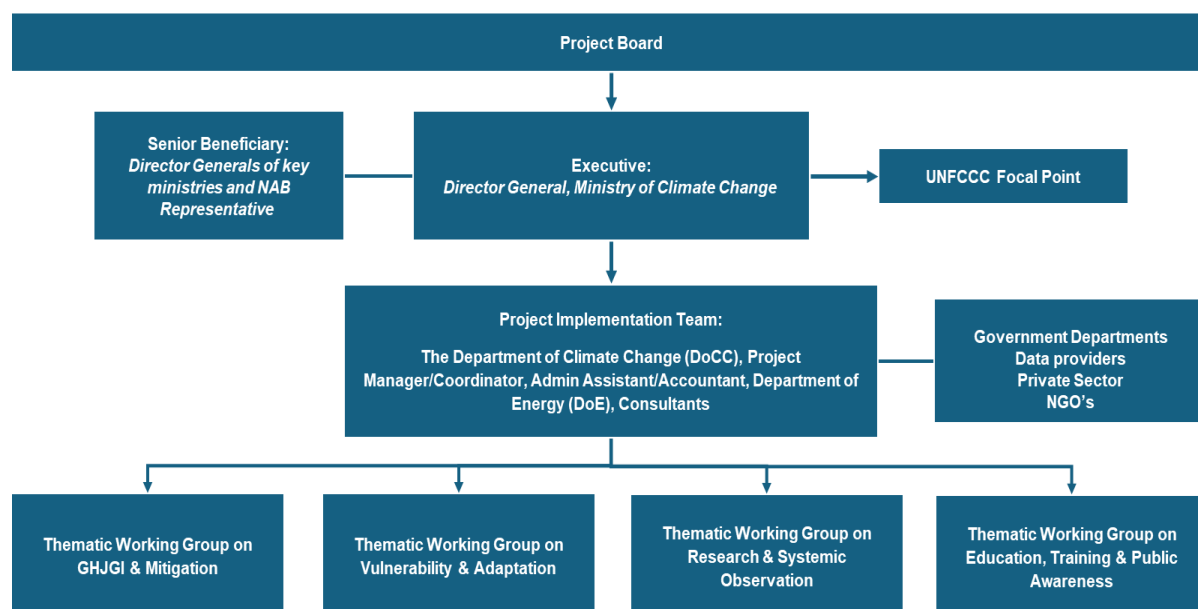 Project Board
Senior Beneficiary:
Director Generals of key
ministries and NAB
Representative
Executive:
Director General, Ministry of Climate Change
UNFCCC Focal Point
Project Implementation Team:
The Department of Climate Change (DoCC), Project
Manager/Coordinator, Admin Assistant/Accountant, Department of
Energy (DoE), Consultants
Government Departments
Data providers
Private Sector
NGO's
Thematic Working Group on
GHJGI & Mitigation
Thematic Working Group on
Vulnerability & Adaptation
Thematic Working Group on
Research & Systemic
Observation
Thematic Working Group on
Education, Training & Public
Awareness